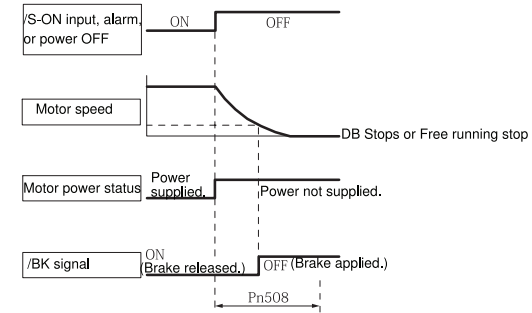 /S-ON input, alarm,
or power OFF
ON
OFF
Motor speed
DB Stops or Free running stop
Motor power status
Power
supplied.
Power not supplied.
/BK signal
ON
(Brake released.)
OFF (Brake applied.)
Pn508